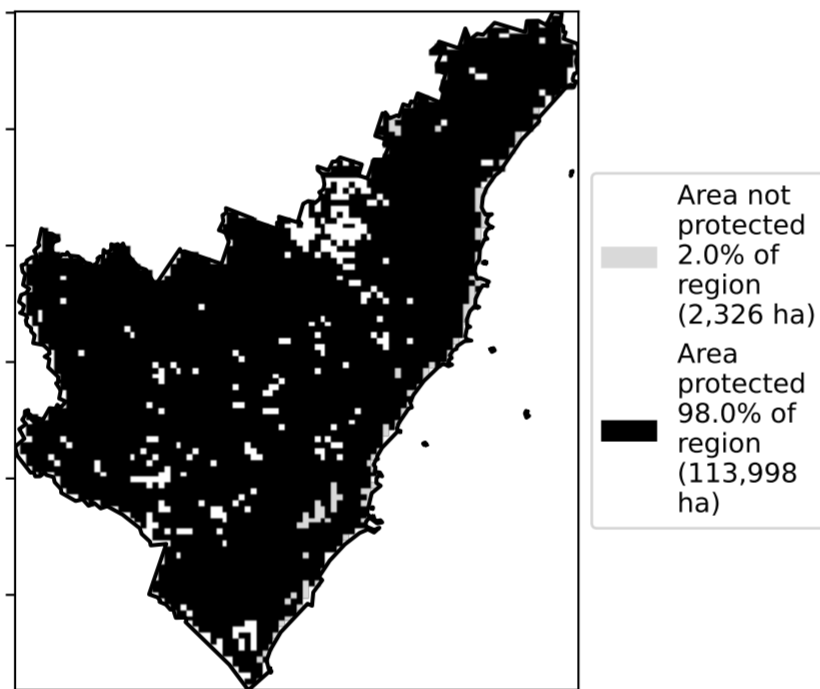 Area not
protected
2.0% of
region
(2,326 ha)
Area
protected
98.0% of
region
(113,998
ha)